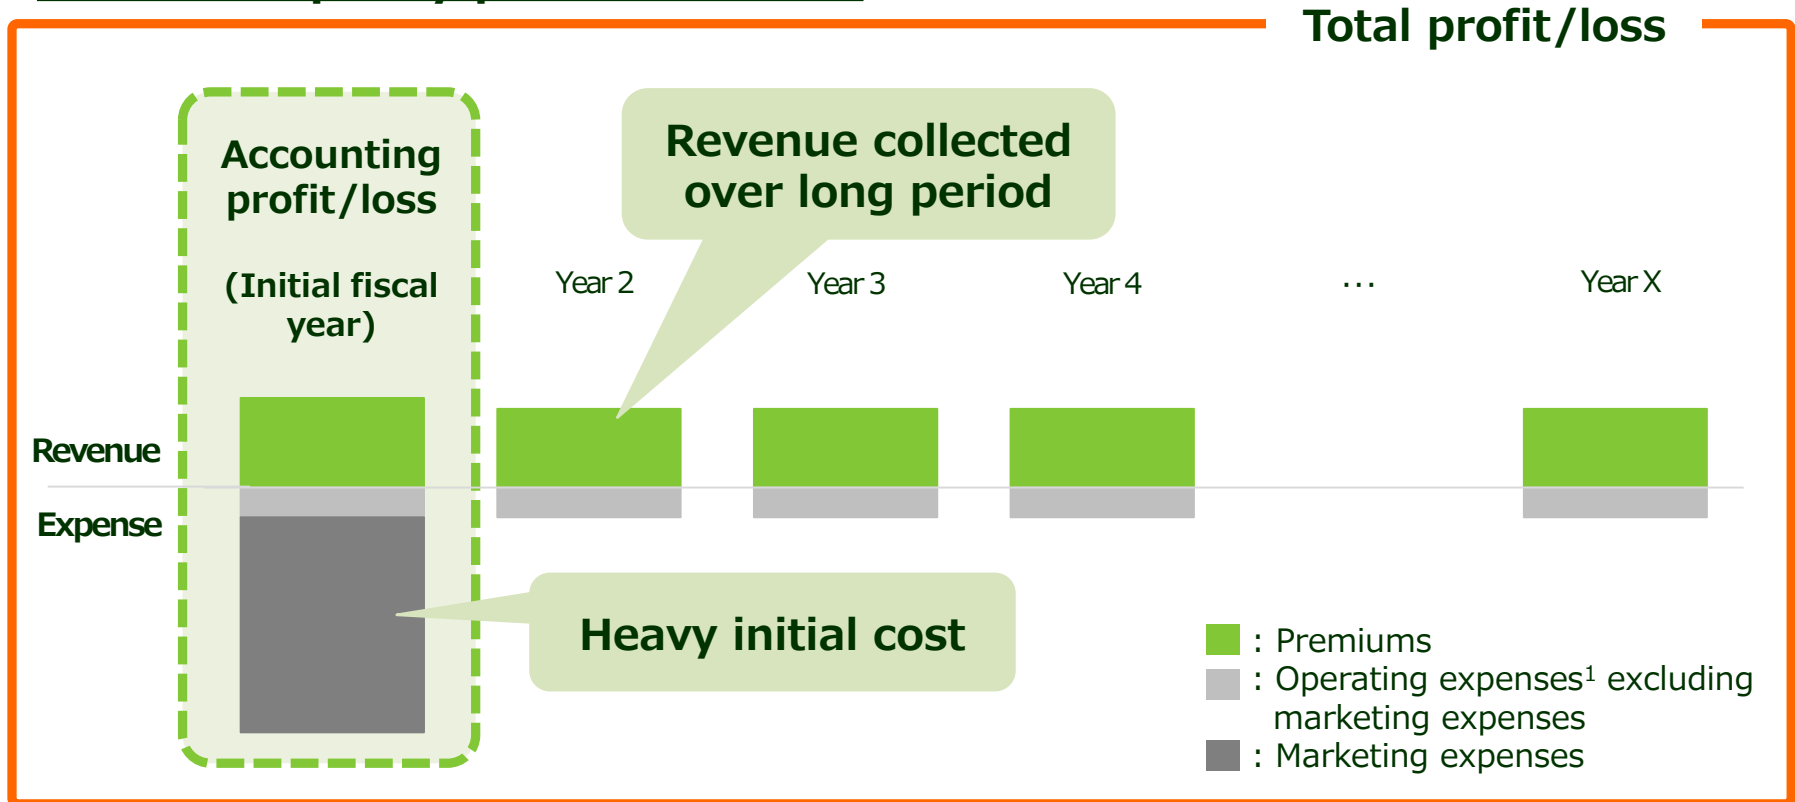 Total profit/loss
Accounting
profit/loss
(Initial fiscal
year)
Revenue collected
over long period
Year 2
Year 3
Year 4
...
Year X
Revenue
Expense
Heavy initial cost
: Premiums
: Operating expenses¹ excluding
marketing expenses
: Marketing expenses